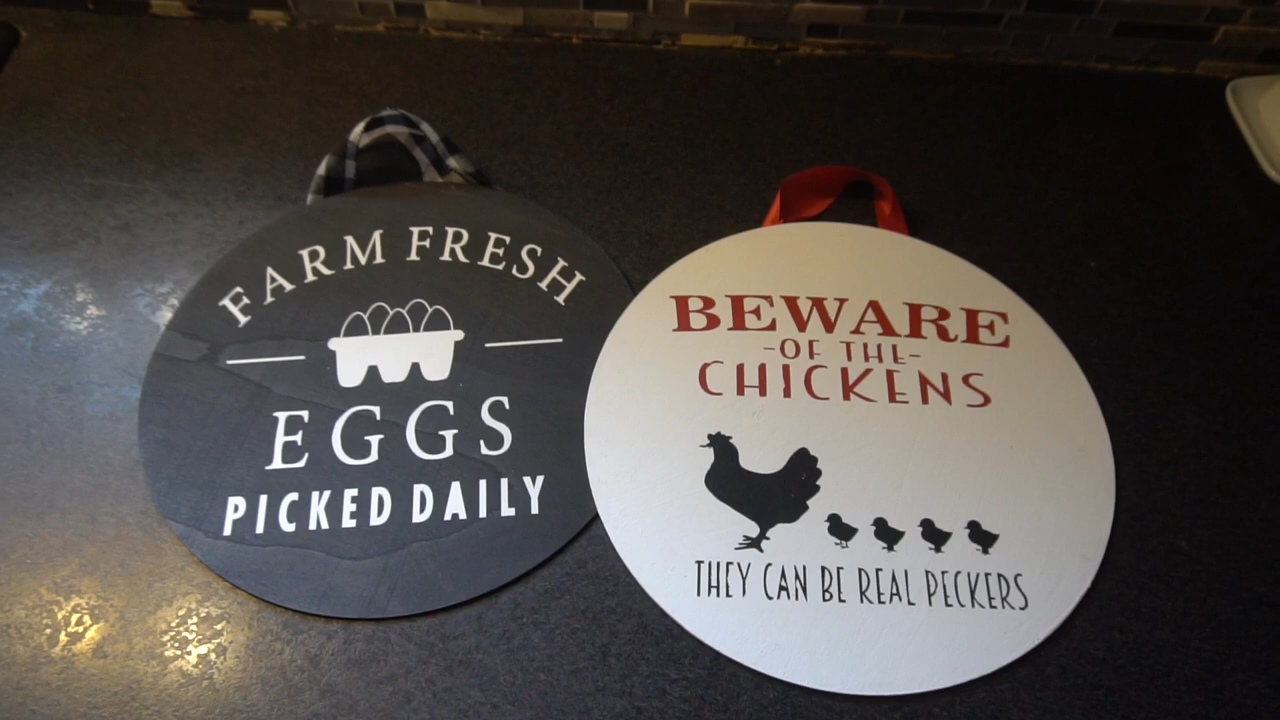 FARM FRESH
EGGS
PICKED DAILY
BEWARE
-OF THE-
CHICKENS
THEY CAN BE REAL PECKERS